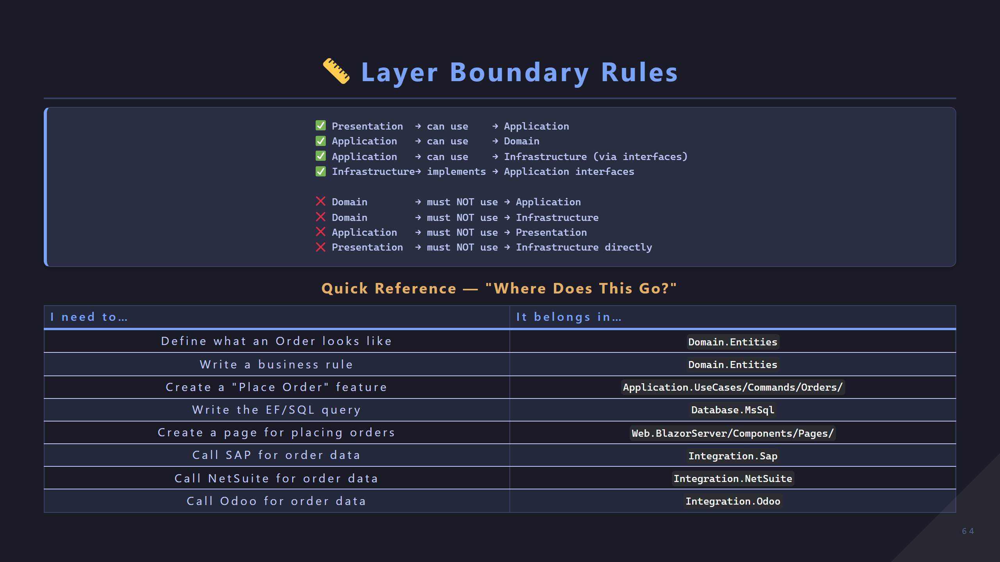 📏 Layer Boundary Rules
✅ Presentation → can use → Application
✅ Application → can use → Domain
✅ Application → can use → Infrastructure (via interfaces)
✅ Infrastructure→ implements → Application interfaces
❌ Domain → must NOT use → Application
❌ Domain → must NOT use → Infrastructure
❌ Application → must NOT use → Presentation
❌ Presentation → must NOT use → Infrastructure directly
Quick Reference — "Where Does This Go?"
I need to… It belongs in…
Define what an Order looks like Domain.Entities
Write a business rule Domain.Entities
Create a "Place Order" feature Application.UseCases/Commands/Orders/
Write the EF/SQL query Database.MsSql
Create a page for placing orders Web.BlazorServer/Components/Pages/
Call SAP for order data Integration.Sap
Call NetSuite for order data Integration.NetSuite
Call Odoo for order data Integration.Odoo
64